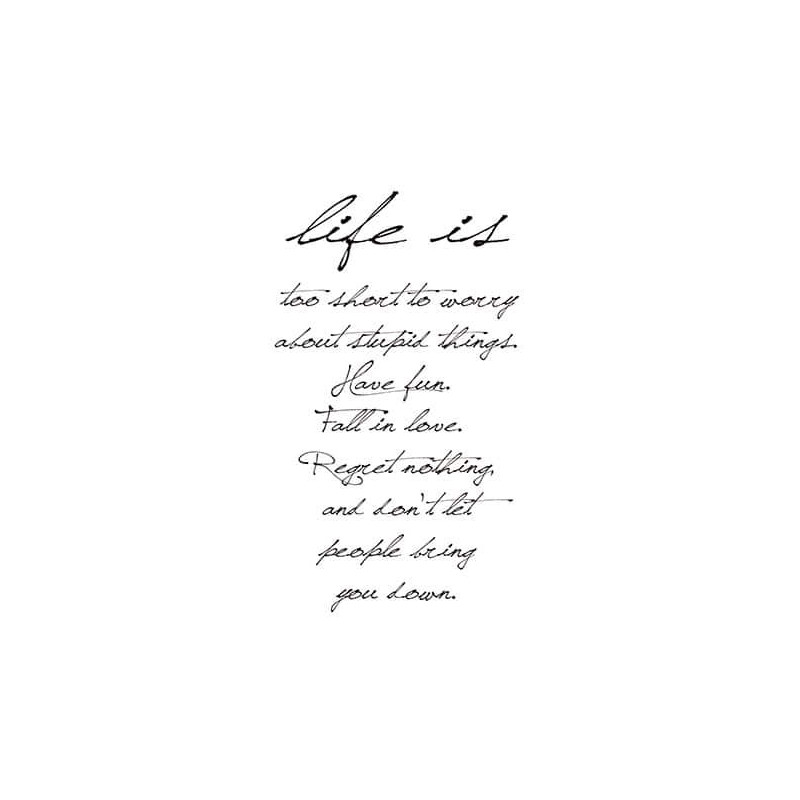 life is
too short to worry
about stupid things.
Have fun.
Fall in love.
Regret nothing,
and don't let
people bring
you down.